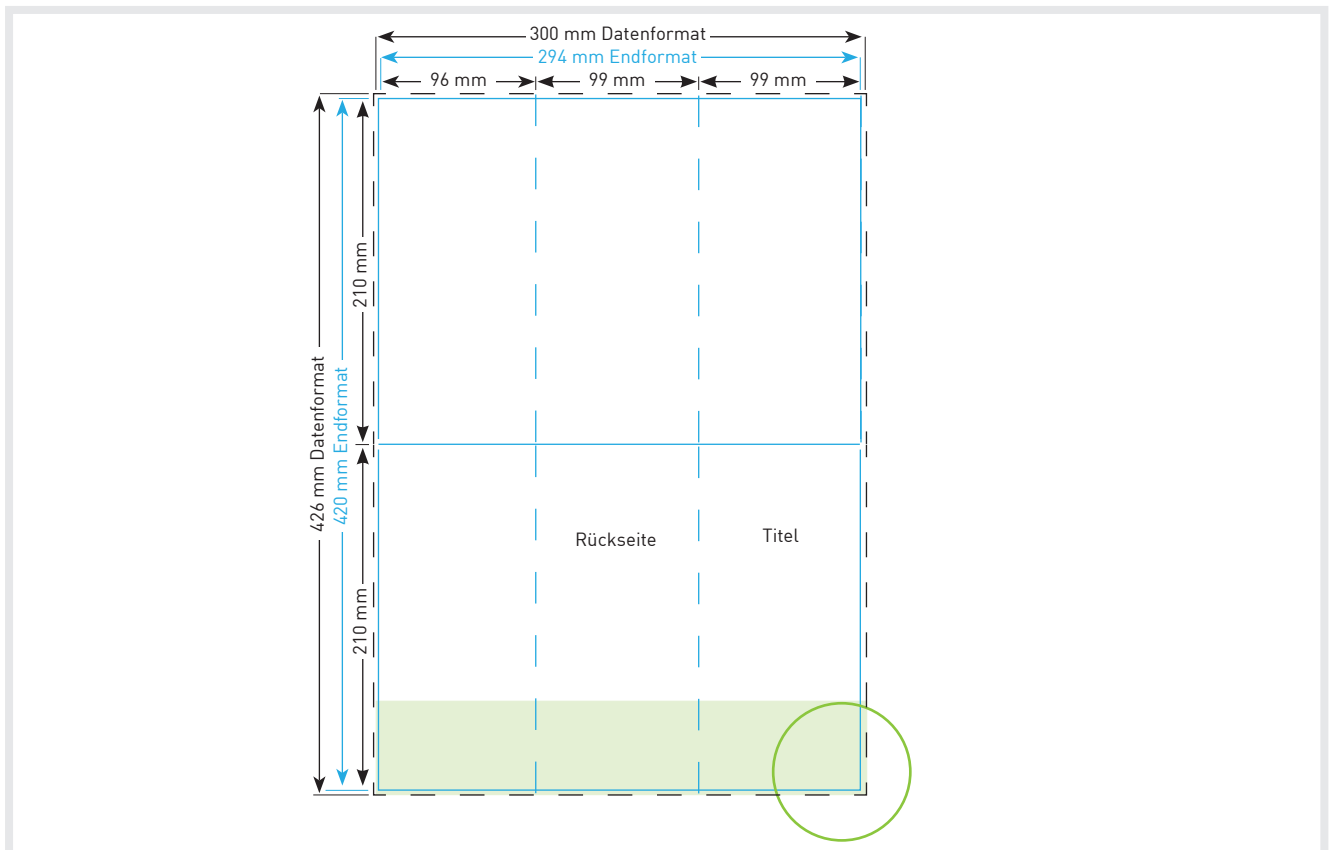 300 mm Datenformat
294 mm Endformat
96 mm
99 mm
99 mm
426 mm Datenformat
420 mm Endformat
210 mm
210 mm
Rückseite
Titel